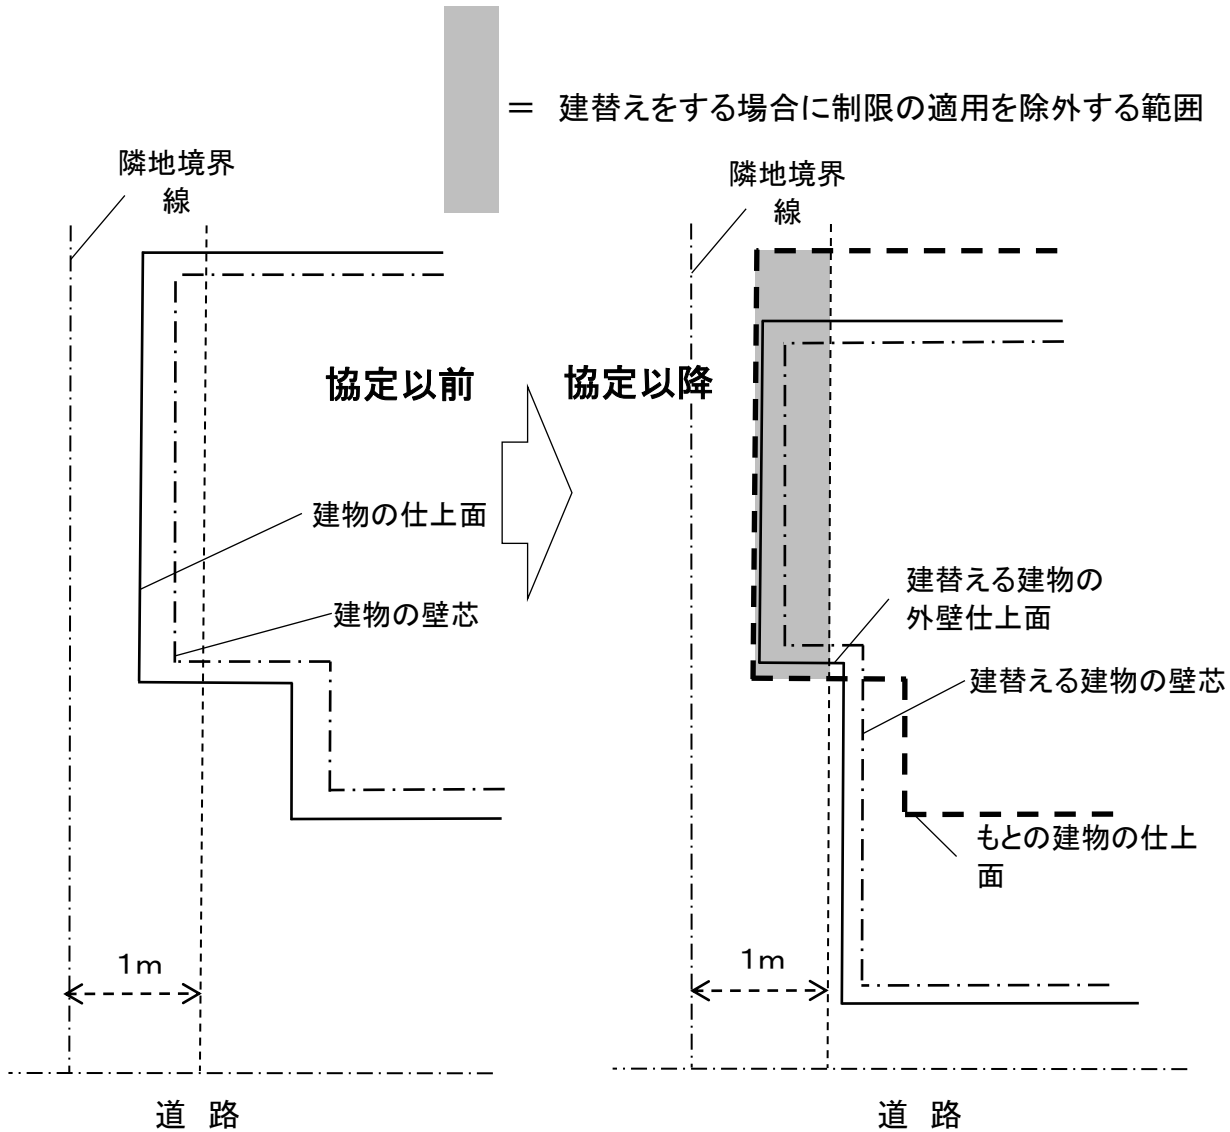 ＝ 建替えをする場合に制限の適用を除外する範囲
隣地境界
線
隣地境界
線
協定以前
協定以降
建物の仕上面
建物の壁芯
建替える建物の
外壁仕上面
建替える建物の壁芯
もとの建物の仕上
面
1m
1m
道 路
道 路